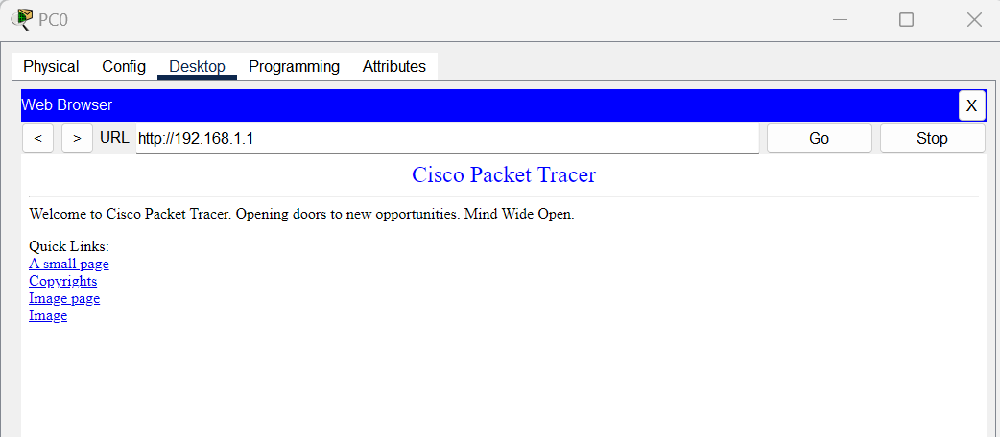 PC0
Physical Config Desktop Programming Attributes
Web Browser X
< > URL http://192.168.1.1 Go Stop
Cisco Packet Tracer
Welcome to Cisco Packet Tracer. Opening doors to new opportunities. Mind Wide Open.
Quick Links:
A small page
Copyrights
Image page
Image